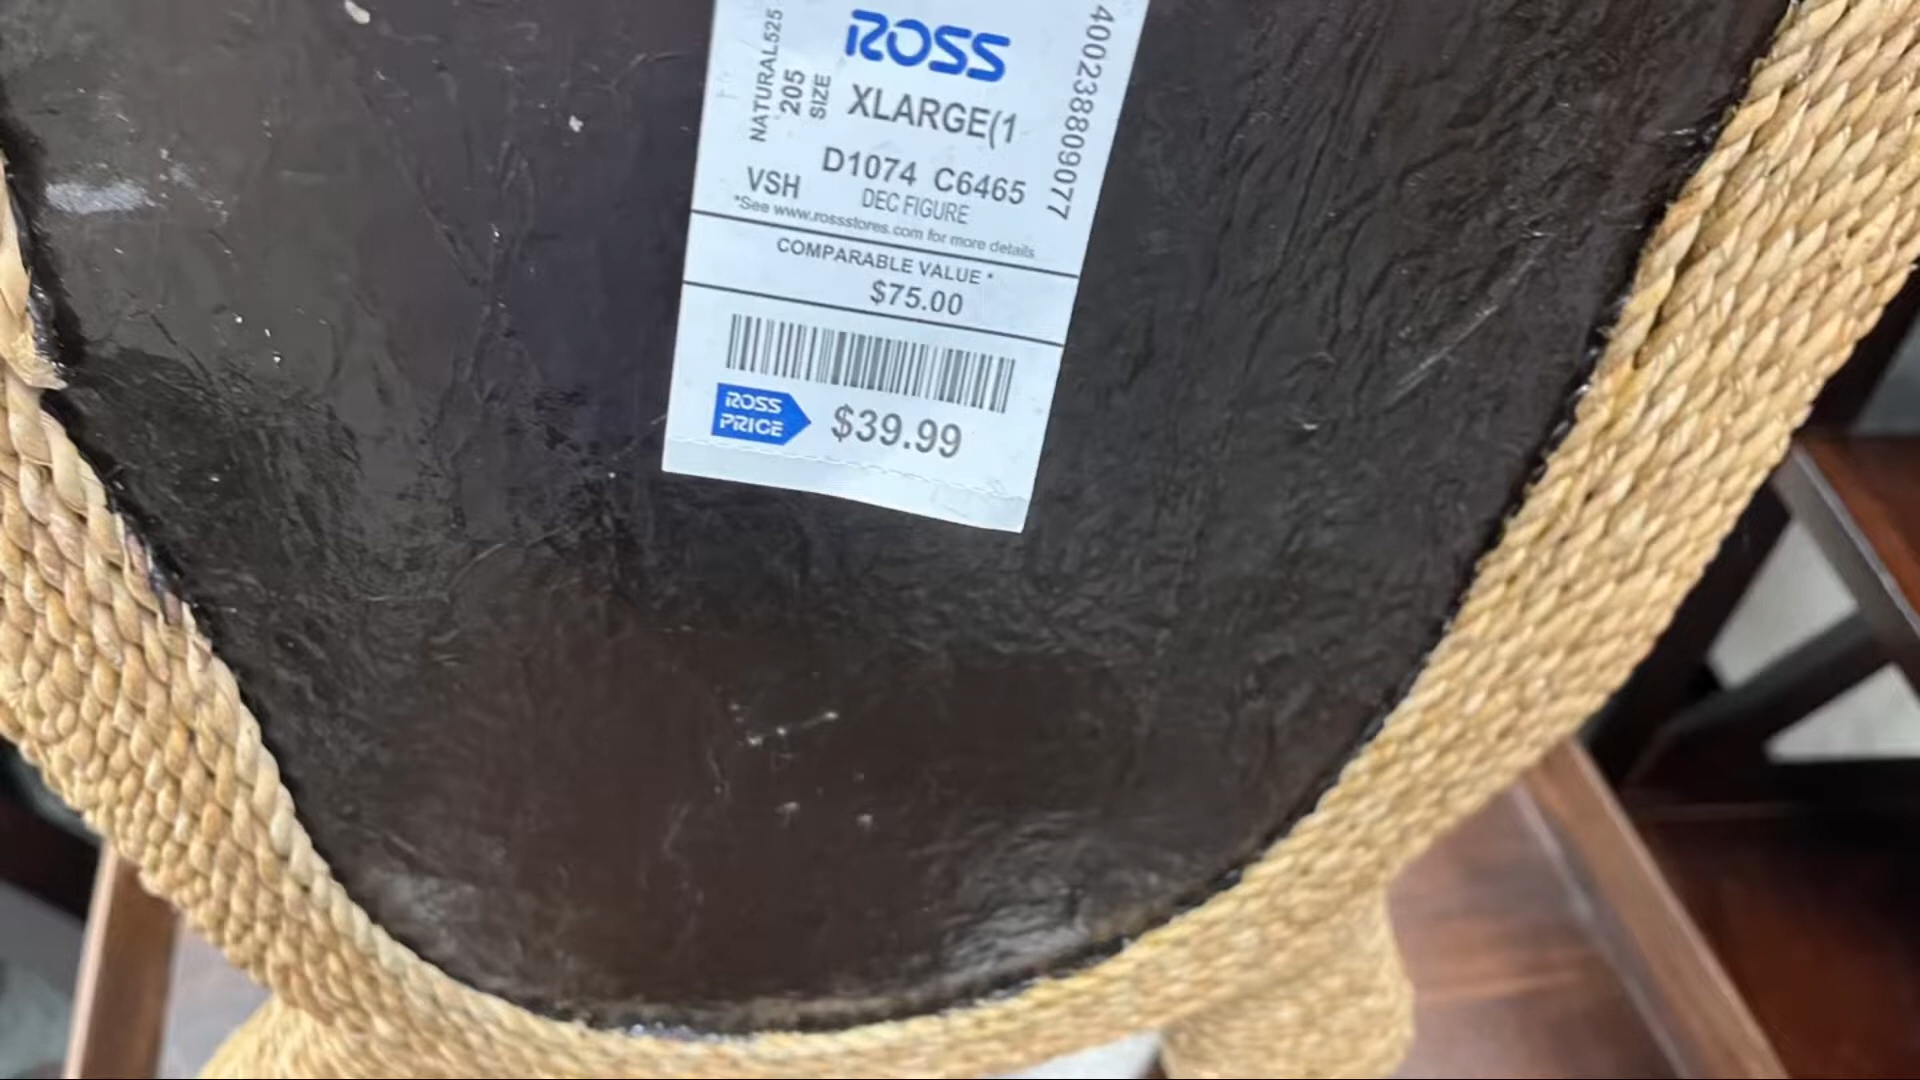 ROSS
NATURAL525
205
SIZE
XLARGE(1
400238809077
D1074 C6465
VSH
DEC FIGURE
*See www.rossstores.com for more details
COMPARABLE VALUE *
$75.00
ROSS
PRICE
$39.99